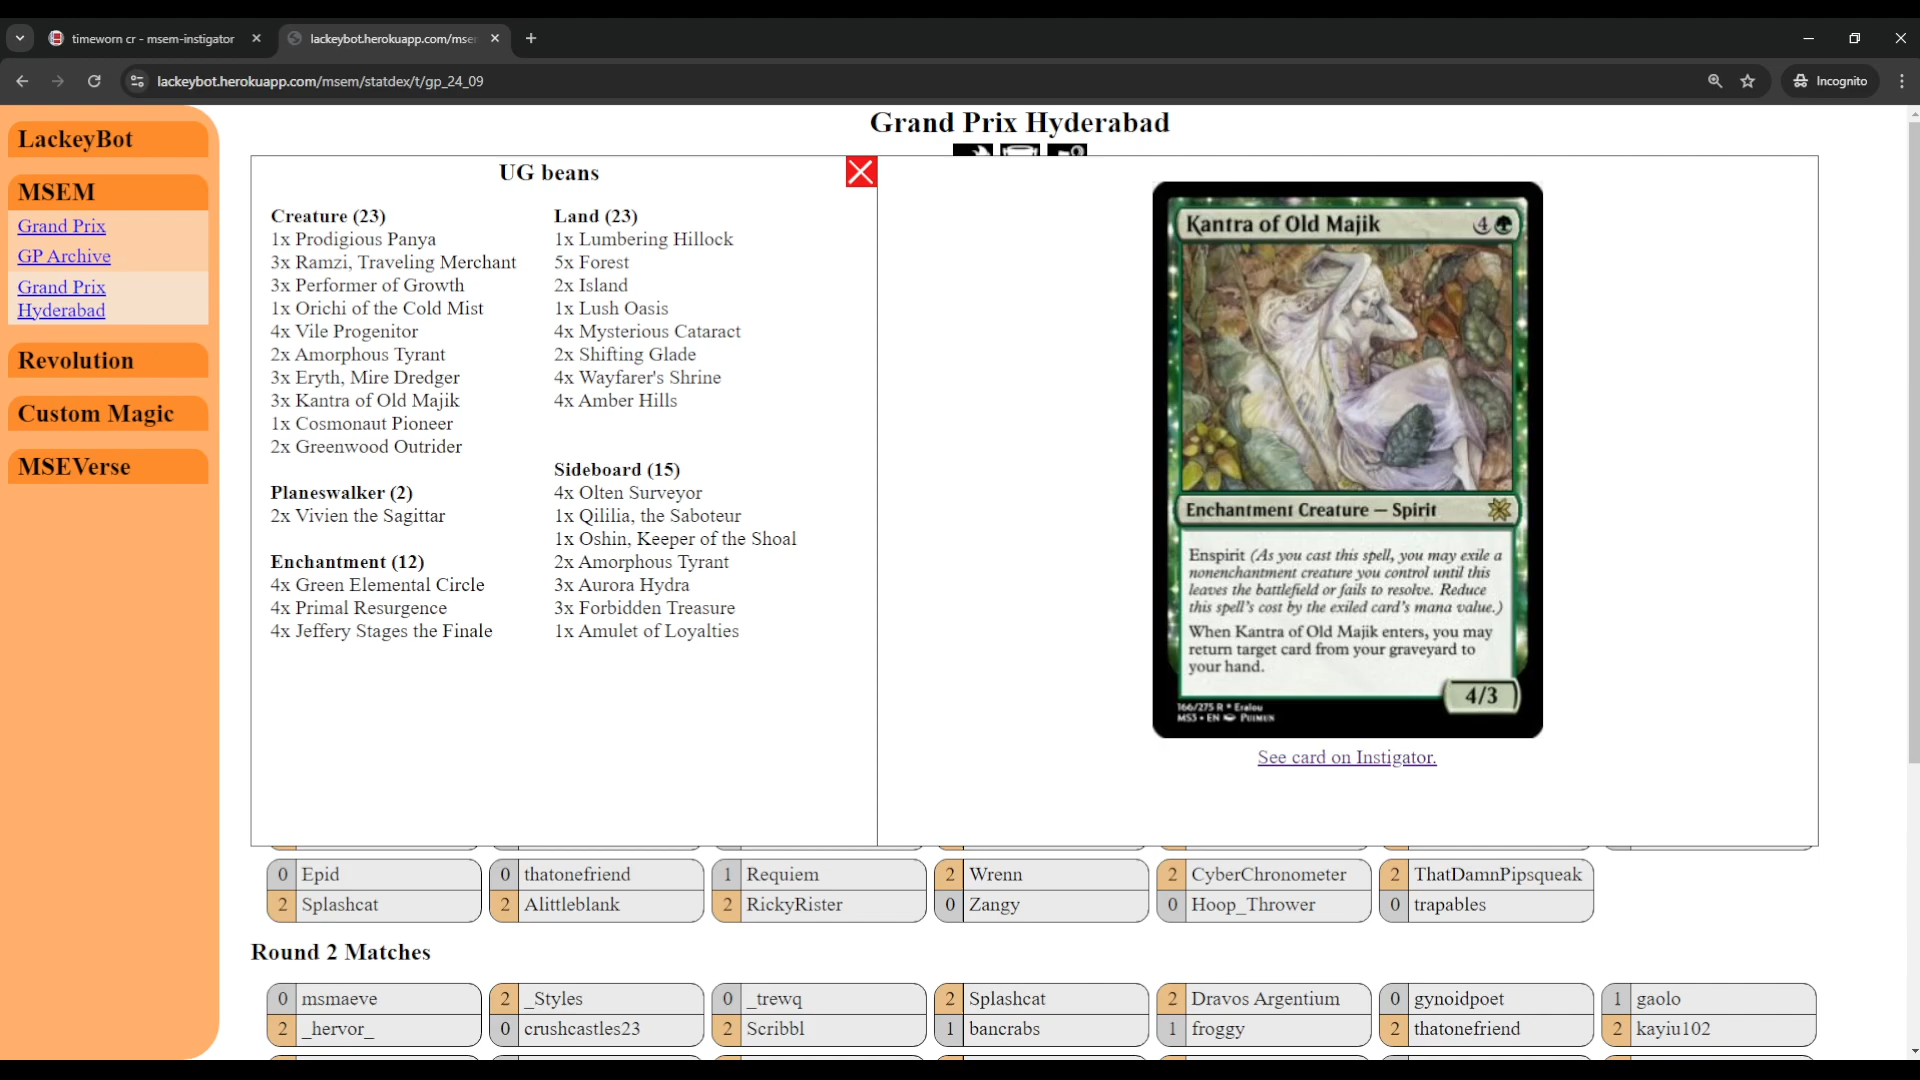 timeworn cr - msem-instigator
lackeybot.herokuapp.com/mse
lackeybot.herokuapp.com/msem/statdex/t/gp_24_09
Incognito
LackeyBot
MSEM
Grand Prix
GP Archive
Grand Prix
Hyderabad
Revolution
Custom Magic
MSEVerse
Grand Prix Hyderabad
UG beans
Creature (23)
1x Prodigious Panya
3x Ramzi, Traveling Merchant
3x Performer of Growth
1x Orichi of the Cold Mist
4x Vile Progenitor
2x Amorphous Tyrant
3x Eryth, Mire Dredger
3x Kantra of Old Majik
1x Cosmonaut Pioneer
2x Greenwood Outrider
Planeswalker (2)
2x Vivien the Sagittar
Enchantment (12)
4x Green Elemental Circle
4x Primal Resurgence
4x Jeffery Stages the Finale
Land (23)
1x Lumbering Hillock
5x Forest
2x Island
1x Lush Oasis
4x Mysterious Cataract
2x Shifting Glade
4x Wayfarer's Shrine
4x Amber Hills
Sideboard (15)
4x Olten Surveyor
1x Qililia, the Saboteur
1x Oshin, Keeper of the Shoal
2x Amorphous Tyrant
3x Aurora Hydra
3x Forbidden Treasure
1x Amulet of Loyalties
Kantra of Old Majik 4
Enchantment Creature — Spirit
Enspirit (As you cast this spell, you may exile a
nonenchantment creature you control until this
leaves the battlefield or fails to resolve. Reduce
this spell's cost by the exiled card's mana value.)
When Kantra of Old Majik enters, you may
return target card from your graveyard to
your hand.
4/3
166/275 R • Eralou
MS3 • EN Puimun
See card on Instigator.
0 Epid
2 Splashcat
0 thatonefriend
2 Alittleblank
1 Requiem
2 RickyRister
2 Wrenn
0 Zangy
2 CyberChronometer
0 Hoop_Thrower
2 ThatDamnPipsqueak
0 trapables
Round 2 Matches
0 msmaeve
2 _hervor_
2 _Styles
0 crushcastles23
0 _trewq
2 Scribbl
2 Splashcat
1 bancrabs
2 Dravos Argentium
1 froggy
0 gynoidpoet
2 thatonefriend
1 gaolo
2 kayiu102